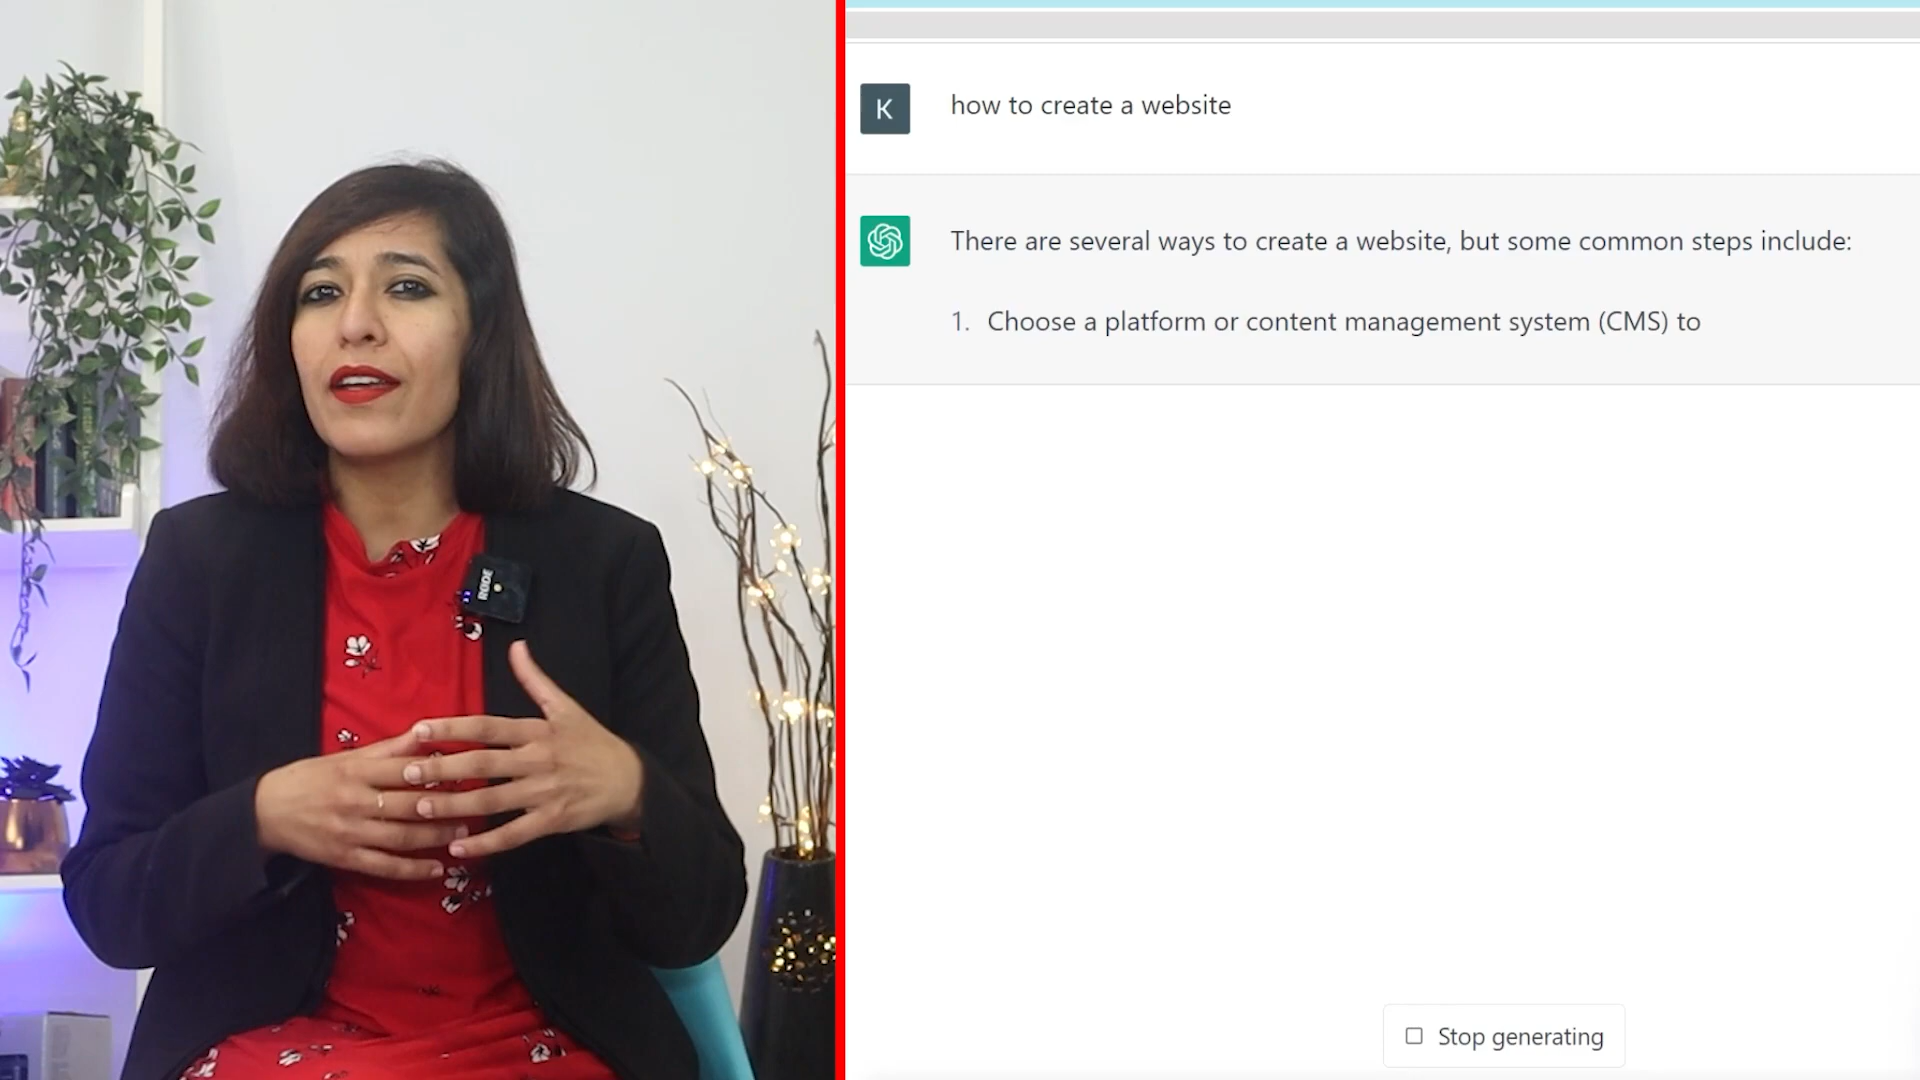 RØDE
K
how to create a website
There are several ways to create a website, but some common steps include:
1. Choose a platform or content management system (CMS) to
Stop generating